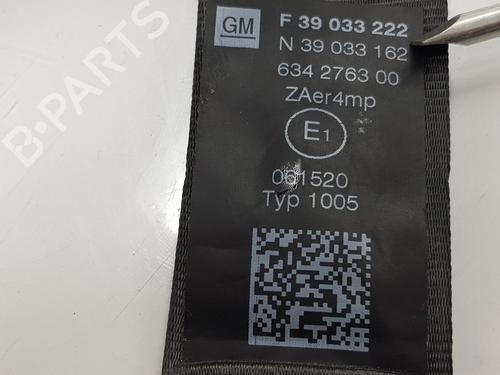 GM
F 39 033 222
N 39 033 162
634 2763 00
ZAer4mp
E1
061520
Typ 1005
B-PARTS